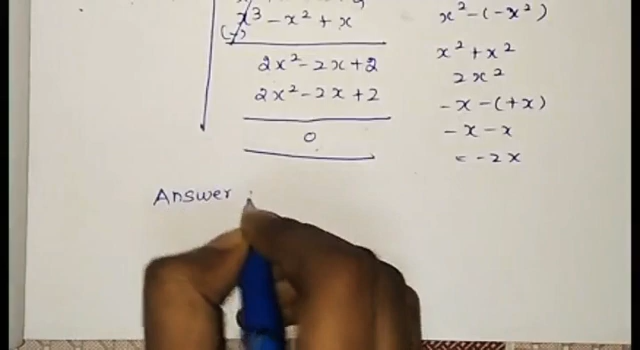 x³ - x² + x
(-)
2x² - 2x + 2
2x² - 2x + 2
0
x² - (-x²)
x² + x²
2x²
-x - (+x)
-x - x
= -2x
Answer :